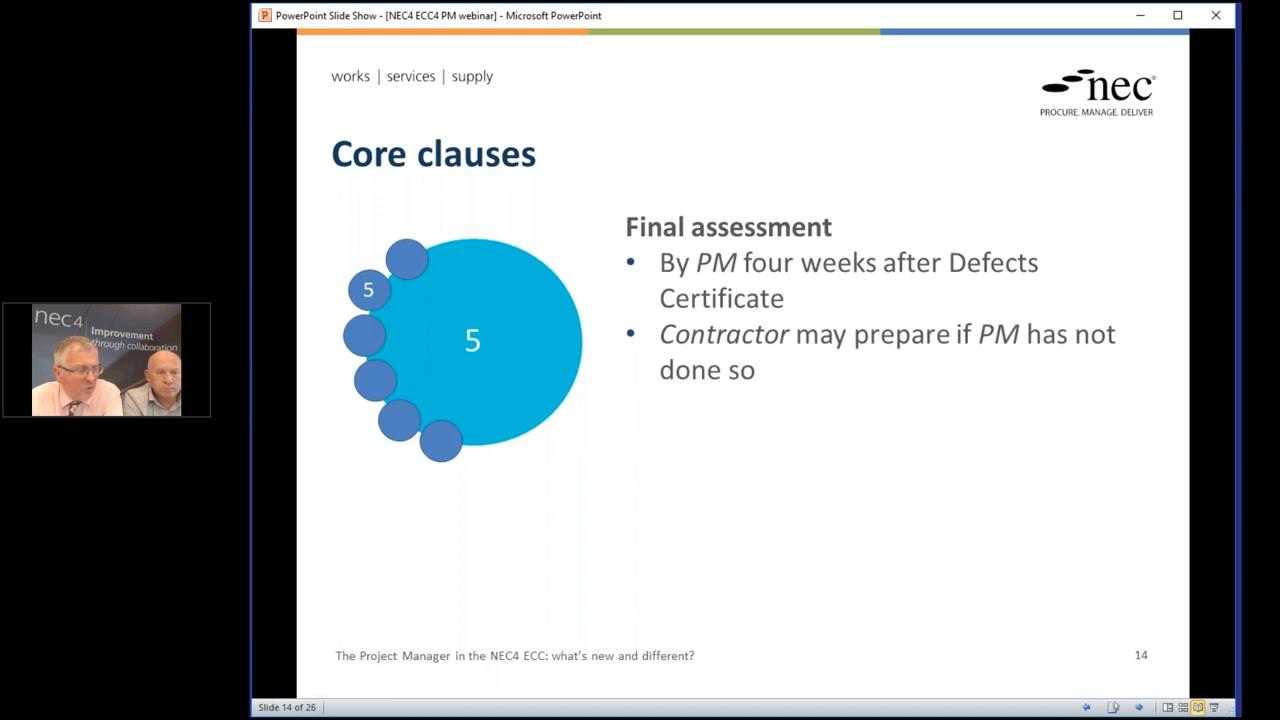 PowerPoint Slide Show - [NEC4 ECC4 PM webinar] - Microsoft PowerPoint
works | services | supply
nec®
PROCURE. MANAGE. DELIVER
Core clauses
Final assessment
• By PM four weeks after Defects
Certificate
• Contractor may prepare if PM has not
done so
5
5
nec4
Improvement
through collaboration
The Project Manager in the NEC4 ECC: what's new and different?
14
Slide 14 of 26